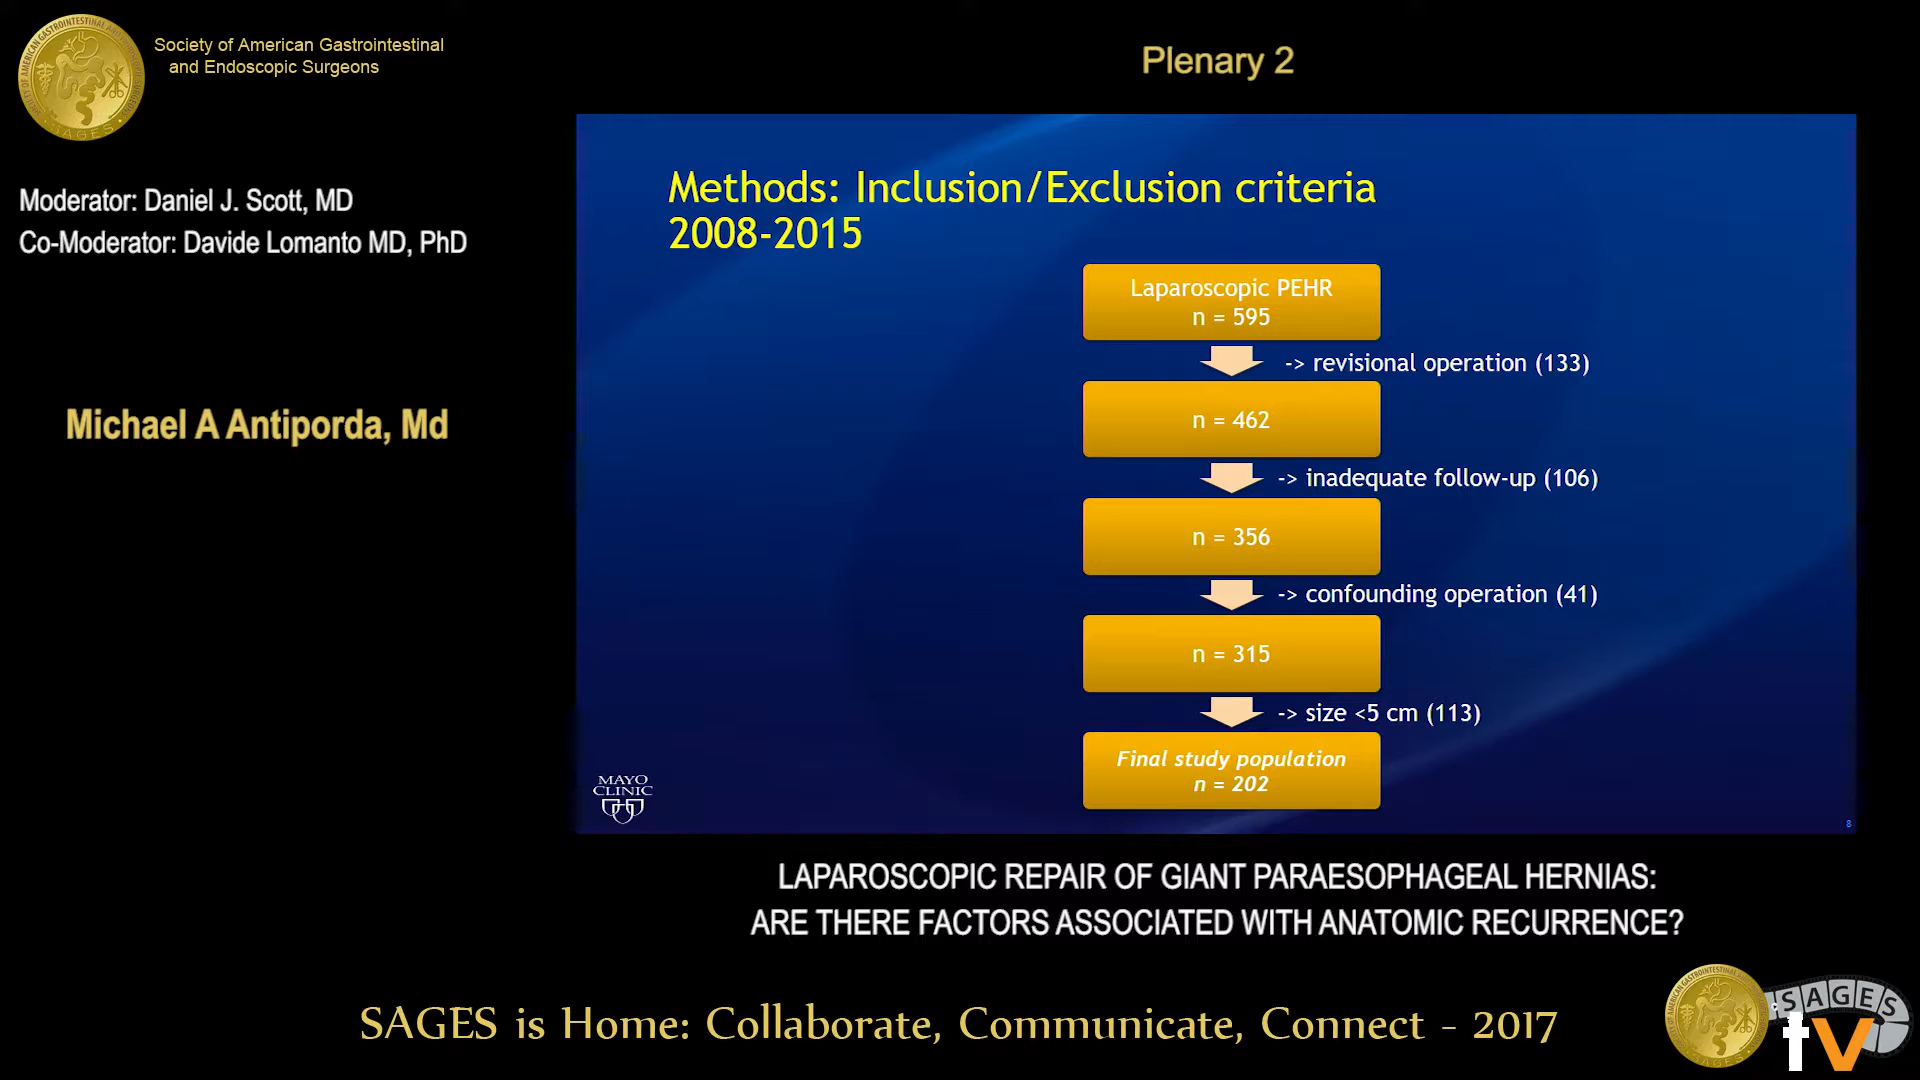 Society of American Gastrointestinal
and Endoscopic Surgeons
Plenary 2
Moderator: Daniel J. Scott, MD
Co-Moderator: Davide Lomanto MD, PhD
Michael A Antiporda, Md
Methods: Inclusion/Exclusion criteria
2008-2015
Laparoscopic PEHR
n = 595
-> revisional operation (133)
n = 462
-> inadequate follow-up (106)
n = 356
-> confounding operation (41)
n = 315
-> size <5 cm (113)
Final study population
n = 202
MAYO
CLINIC
8
LAPAROSCOPIC REPAIR OF GIANT PARAESOPHAGEAL HERNIAS:
ARE THERE FACTORS ASSOCIATED WITH ANATOMIC RECURRENCE?
SAGES is Home: Collaborate, Communicate, Connect - 2017
SAGES
tv